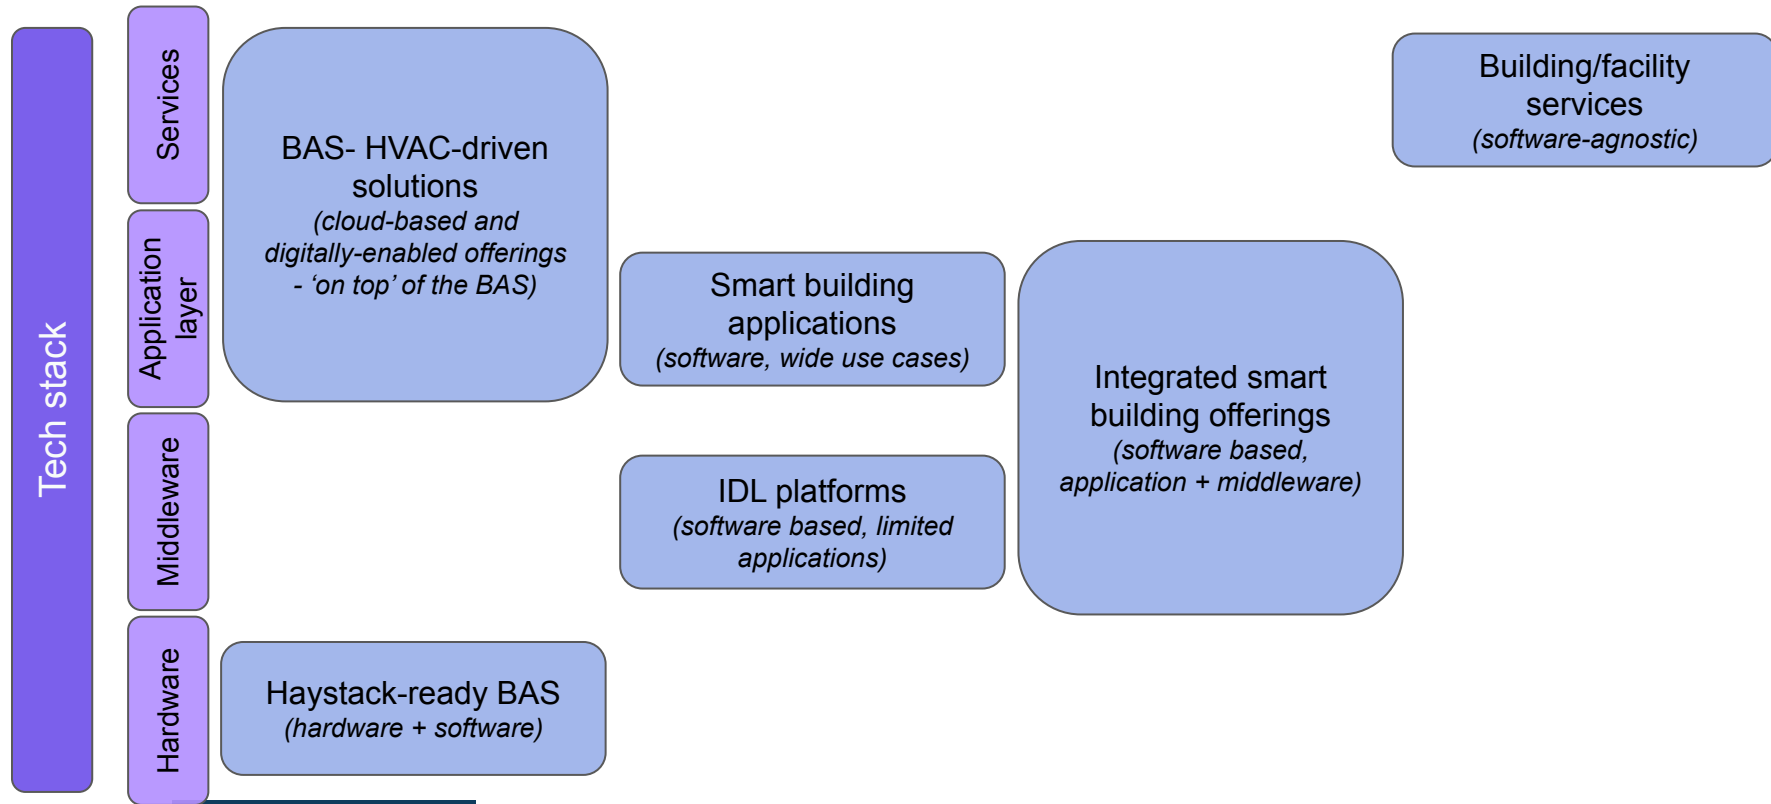 Tech stack
Services
Application
layer
Middleware
Hardware
BAS- HVAC-driven
solutions
(cloud-based and
digitally-enabled offerings
- ‘on top’ of the BAS)
Haystack-ready BAS
(hardware + software)
Smart building
applications
(software, wide use cases)
IDL platforms
(software based, limited
applications)
Integrated smart
building offerings
(software based,
application + middleware)
Building/facility
services
(software-agnostic)